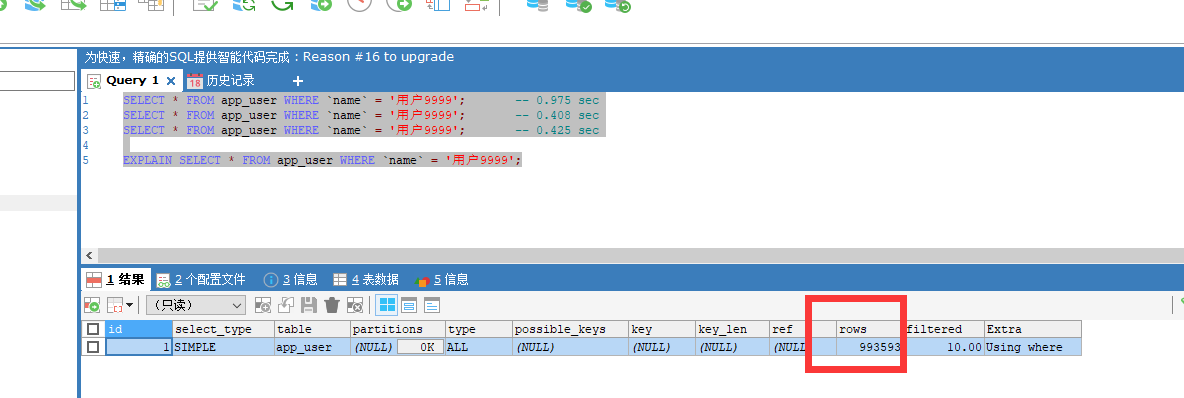 为快速，精确的SQL提供智能代码完成：Reason #16 to upgrade
Query 1 历史记录
1 SELECT * FROM app_user WHERE `name` = '用户9999'; -- 0.975 sec
2 SELECT * FROM app_user WHERE `name` = '用户9999'; -- 0.408 sec
3 SELECT * FROM app_user WHERE `name` = '用户9999'; -- 0.425 sec
4
5 EXPLAIN SELECT * FROM app_user WHERE `name` = '用户9999';
1 结果 2 个配置文件 3 信息 4 表数据 5 信息
（只读）
id select_type table partitions type possible_keys key key_len ref rows filtered Extra
1 SIMPLE app_user (NULL) 0K ALL (NULL) (NULL) (NULL) (NULL 993593 10.00 Using where